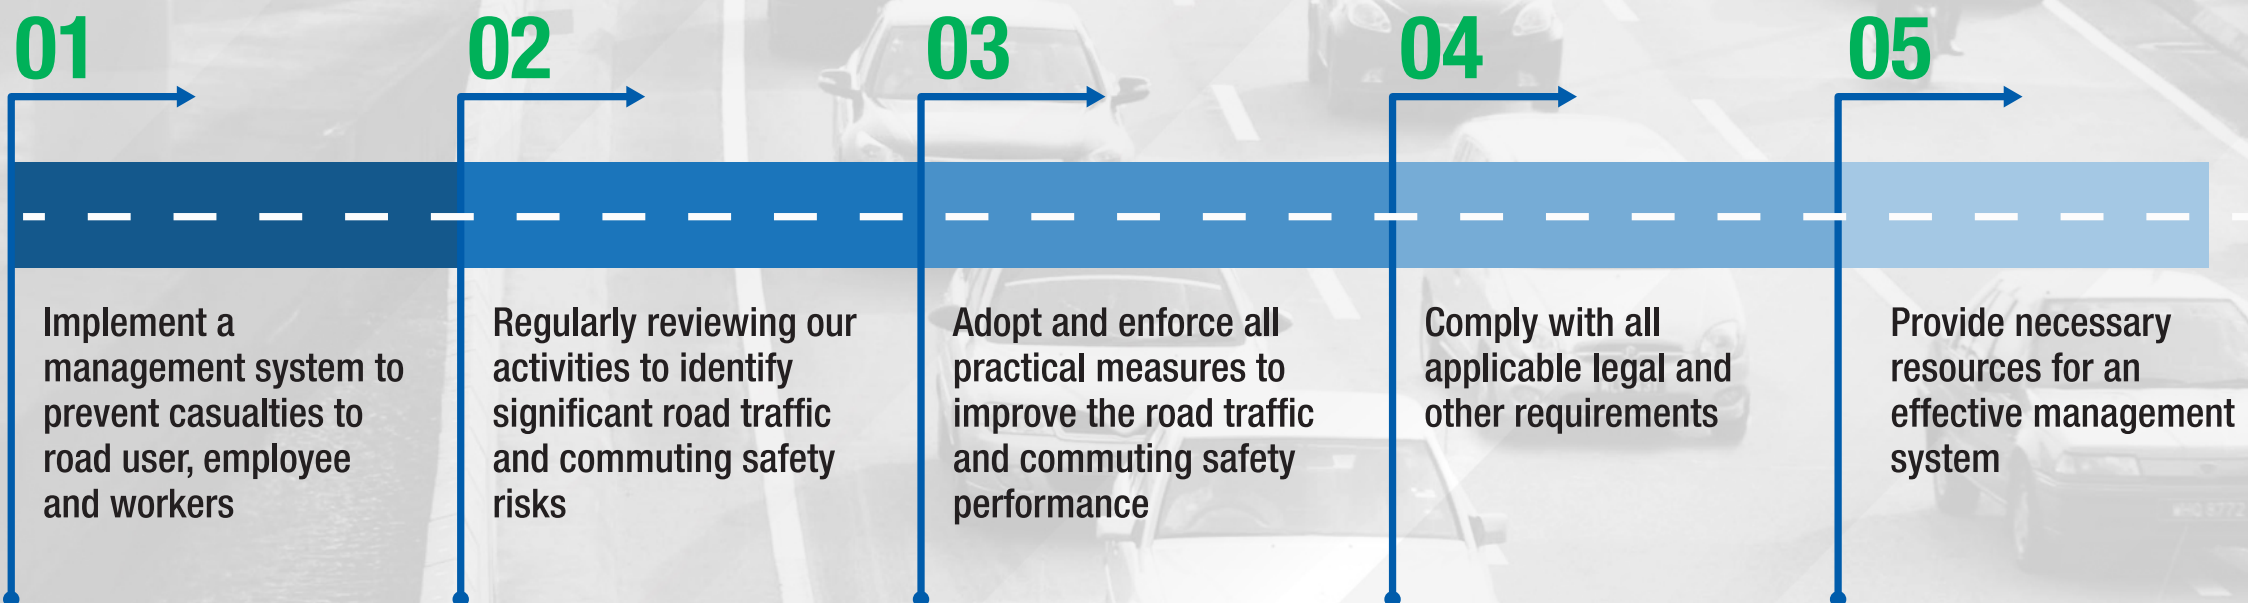 01
Implement a
management system to
prevent casualties to
road user, employee
and workers
02
Regularly reviewing our
activities to identify
significant road traffic
and commuting safety
risks
03
Adopt and enforce all
practical measures to
improve the road traffic
and commuting safety
performance
04
Comply with all
applicable legal and
other requirements
05
Provide necessary
resources for an
effective management
system